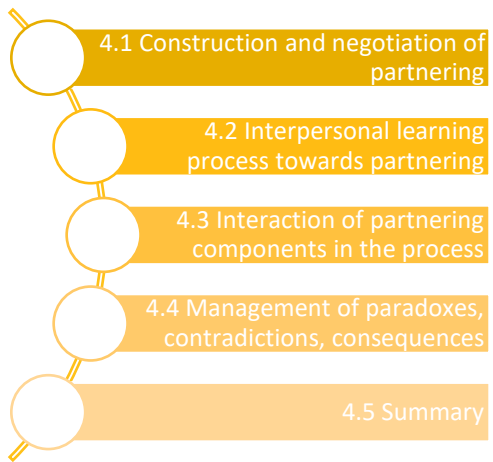 4.1 Construction and negotiation of
partnering
4.2 Interpersonal learning
process towards partnering
4.3 Interaction of partnering
components in the process
4.4 Management of paradoxes,
contradictions, consequences
4.5 Summary